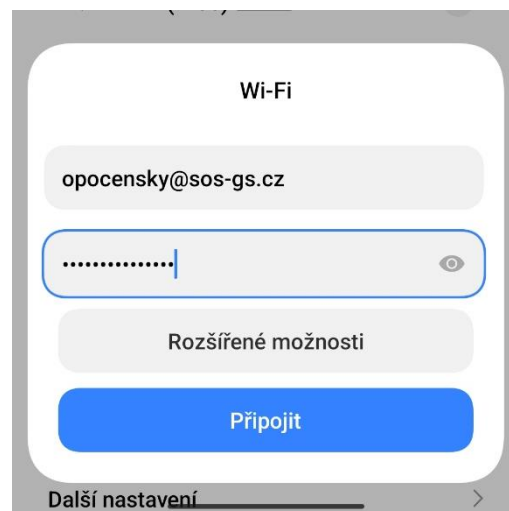 Wi-Fi
opocensky@sos-gs.cz
•••••••••••••••
Rozšířené možnosti
Připojit
Další nastavení